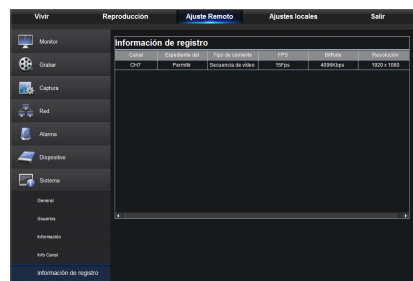 Vivir Reproducción Ajuste Remoto Ajustes locales Salir
Monitor
Grabar
Captura
Red
Alarma
Dispositivo
Sistema
General
Usuarios
Información
Info Canal
Información de registro
Información de registro
Canal Expediente del Tipo de corriente FPS BitRate Resolución
CH7 Permitir Secuencia de vídeo 15Fps 4096Kbps 1920 x 1080